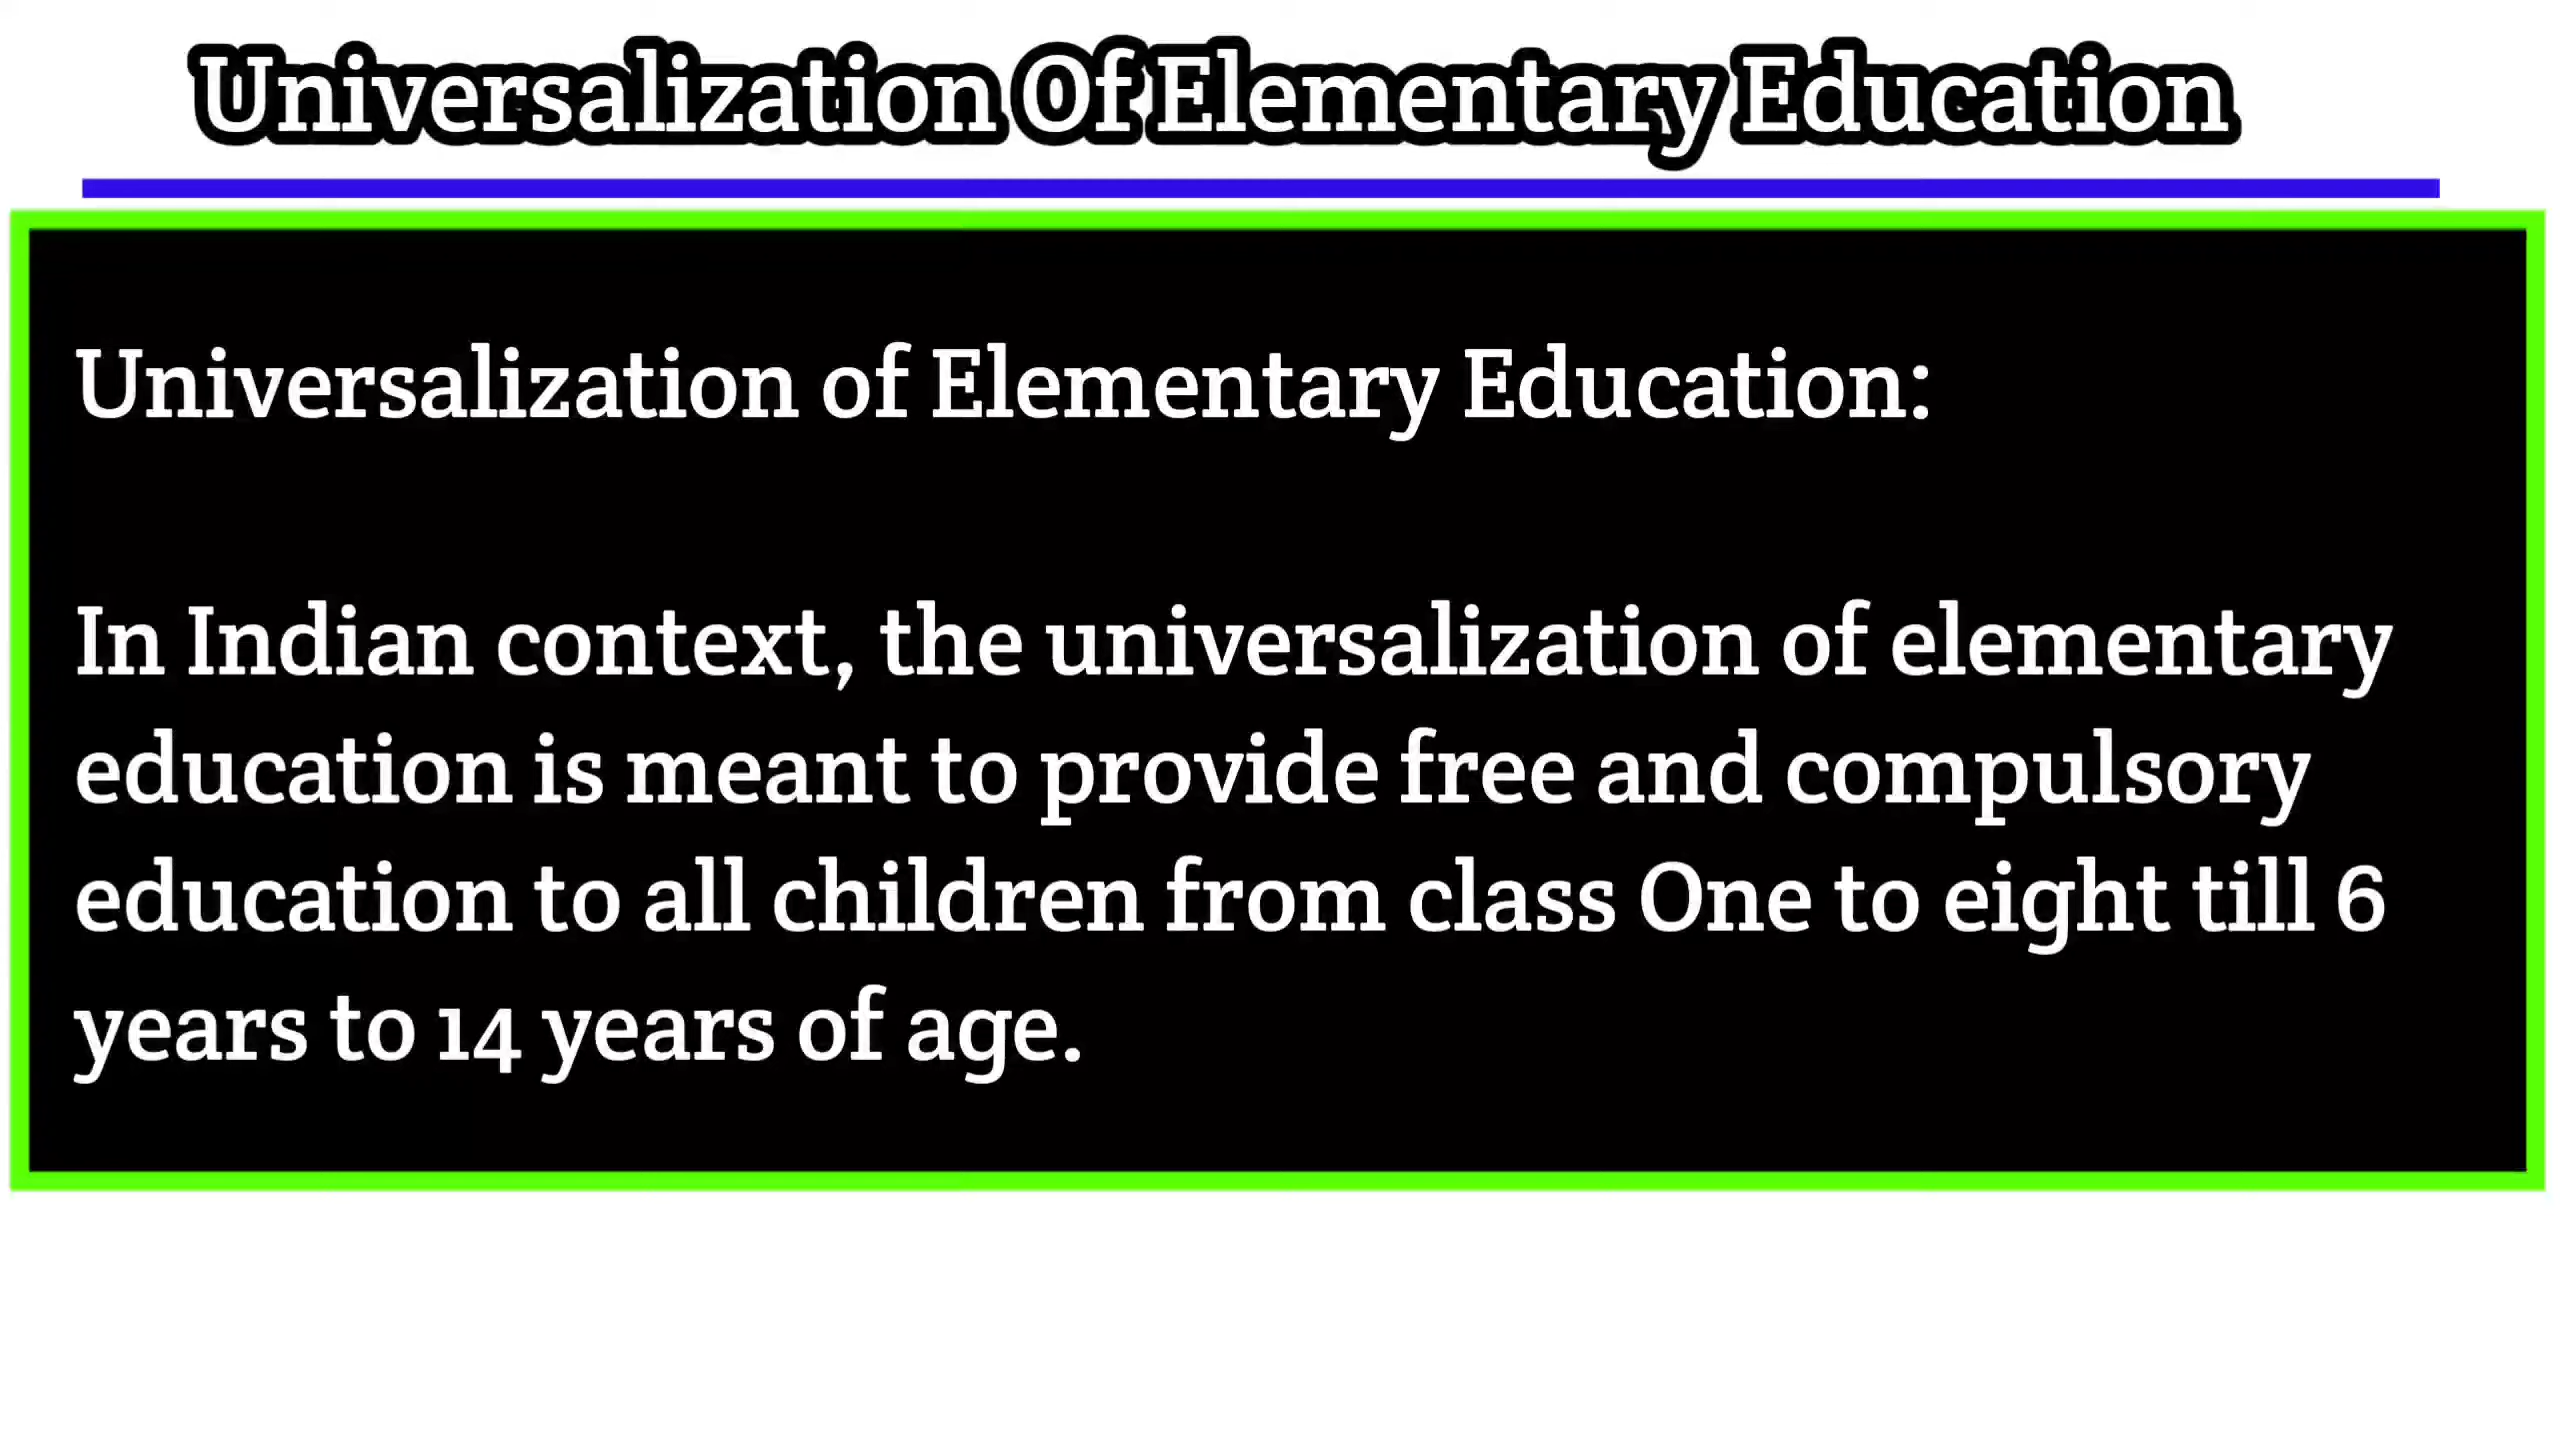 Universalization Of Elementary Education
Universalization of Elementary Education:
In Indian context, the universalization of elementary
education is meant to provide free and compulsory
education to all children from class One to eight till 6
years to 14 years of age.